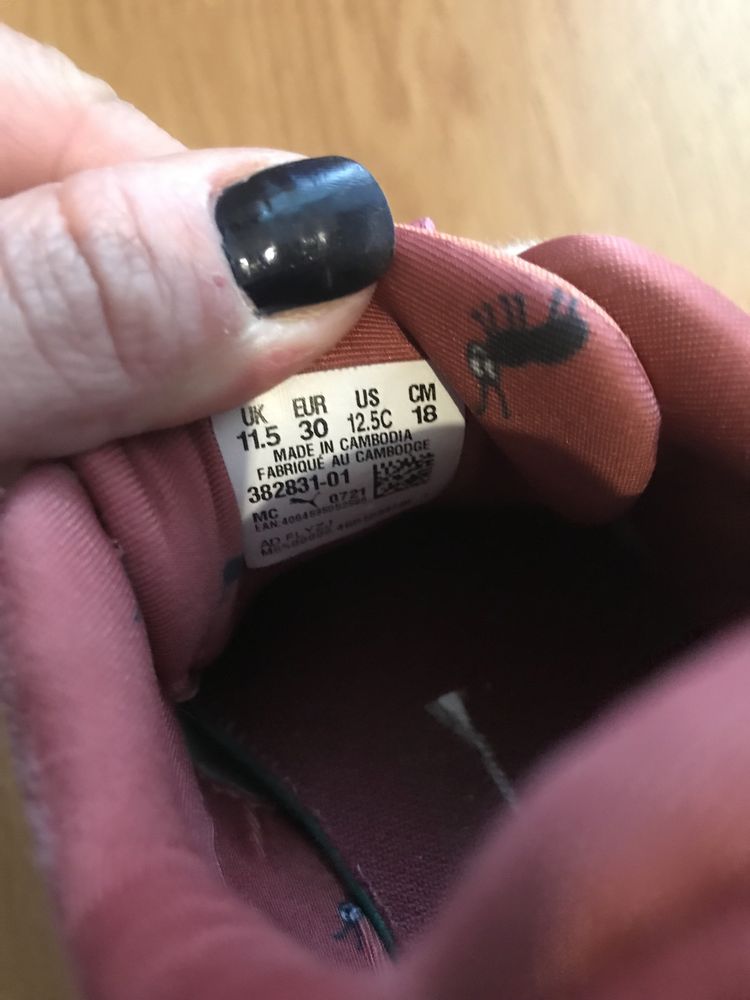 UK EUR US CM
11.5 30 12.5C 18
MADE IN CAMBODIA
FABRIQUÉ AU CAMBODGE
382831-01
MC 0721